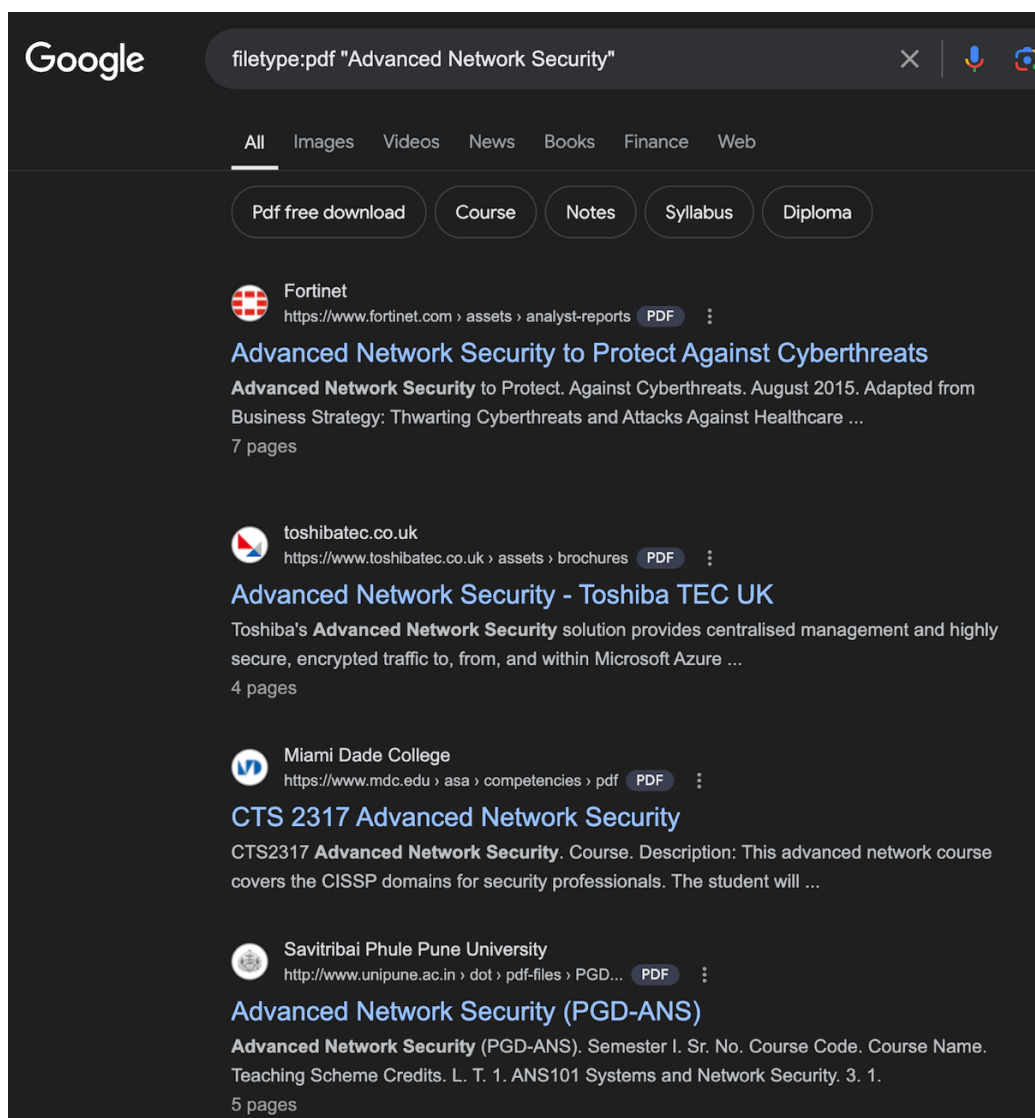 Google
filetype:pdf "Advanced Network Security"
All Images Videos News Books Finance Web
Pdf free download Course Notes Syllabus Diploma
Fortinet
https://www.fortinet.com › assets › analyst-reports PDF
Advanced Network Security to Protect Against Cyberthreats
Advanced Network Security to Protect. Against Cyberthreats. August 2015. Adapted from
Business Strategy: Thwarting Cyberthreats and Attacks Against Healthcare ...
7 pages
toshibatec.co.uk
https://www.toshibatec.co.uk › assets › brochures PDF
Advanced Network Security - Toshiba TEC UK
Toshiba's Advanced Network Security solution provides centralised management and highly
secure, encrypted traffic to, from, and within Microsoft Azure ...
4 pages
Miami Dade College
https://www.mdc.edu › asa › competencies › pdf PDF
CTS 2317 Advanced Network Security
CTS2317 Advanced Network Security. Course. Description: This advanced network course
covers the CISSP domains for security professionals. The student will ...
Savitribai Phule Pune University
http://www.unipune.ac.in › dot › pdf-files › PGD... PDF
Advanced Network Security (PGD-ANS)
Advanced Network Security (PGD-ANS). Semester I. Sr. No. Course Code. Course Name.
Teaching Scheme Credits. L. T. 1. ANS101 Systems and Network Security. 3. 1.
5 pages